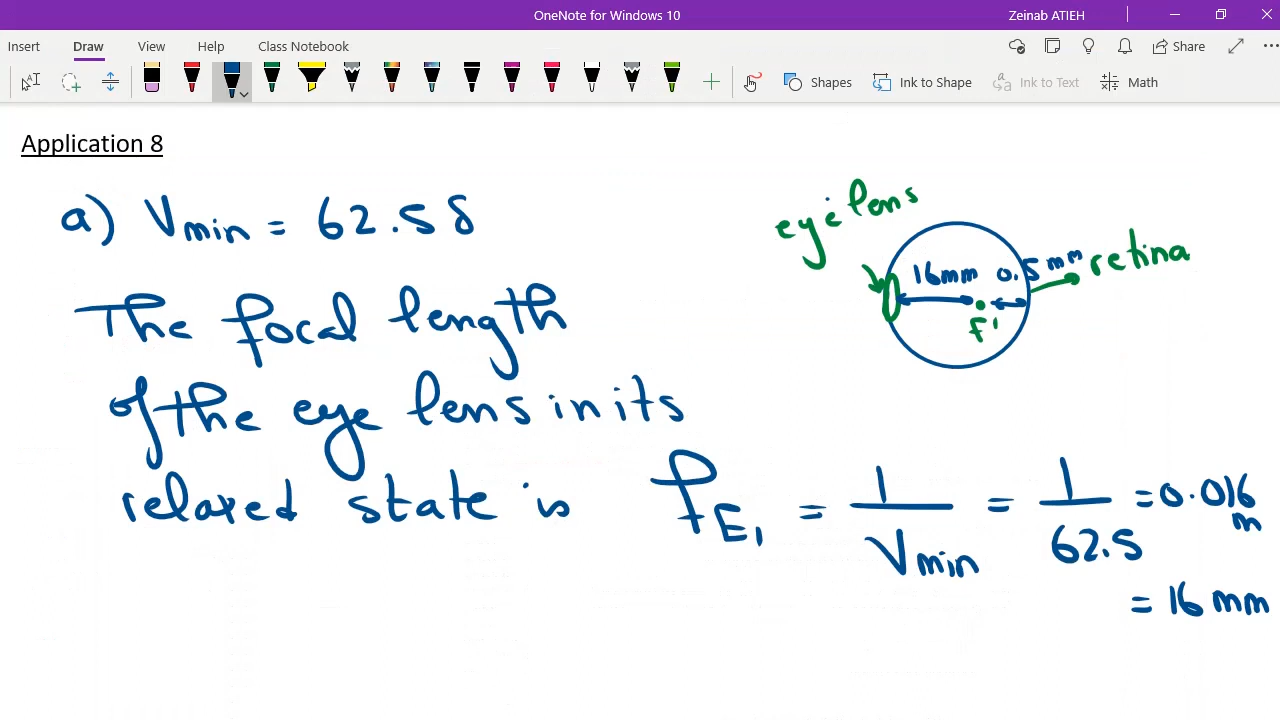 OneNote for Windows 10
Zeinab ATIEH
Insert Draw View Help Class Notebook Share
Shapes Ink to Shape Ink to Text Math
Application 8
a) Vmin = 62.5 δ
eye lens
16mm 0.5mm
retina
F'
The focal length
of the eye lens in its
relaxed state is fE1 = 1/Vmin = 1/62.5 = 0.016 m
= 16 mm